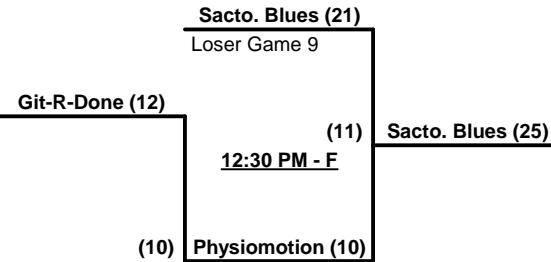 Sacto. Blues (21)
Loser Game 9
Git-R-Done (12)
(11) Sacto. Blues (25)
12:30 PM - F
(10) Physiomotion (10)